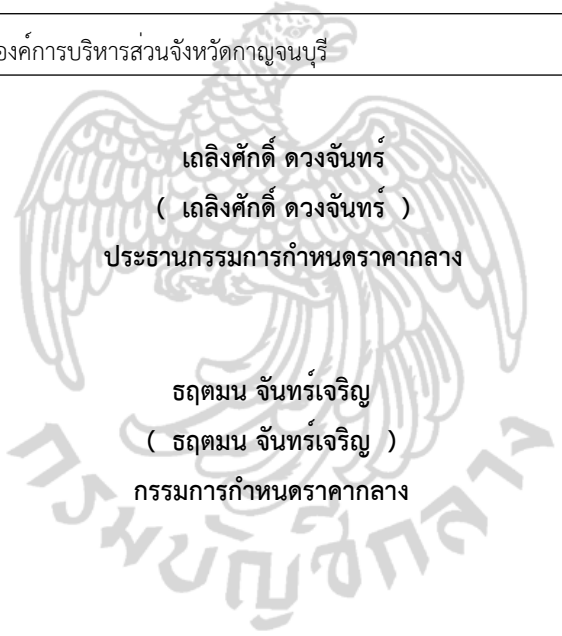 องค์การบริหารส่วนจังหวัดกาญจนบุรี
เถลิงศักดิ์ ดวงจันทร์
( เถลิงศักดิ์ ดวงจันทร์ )
ประธานกรรมการกำหนดราคากลาง
ธฤตมน จันทร์เจริญ
( ธฤตมน จันทร์เจริญ )
กรรมการกำหนดราคากลาง
กรมบัญชีกลาง